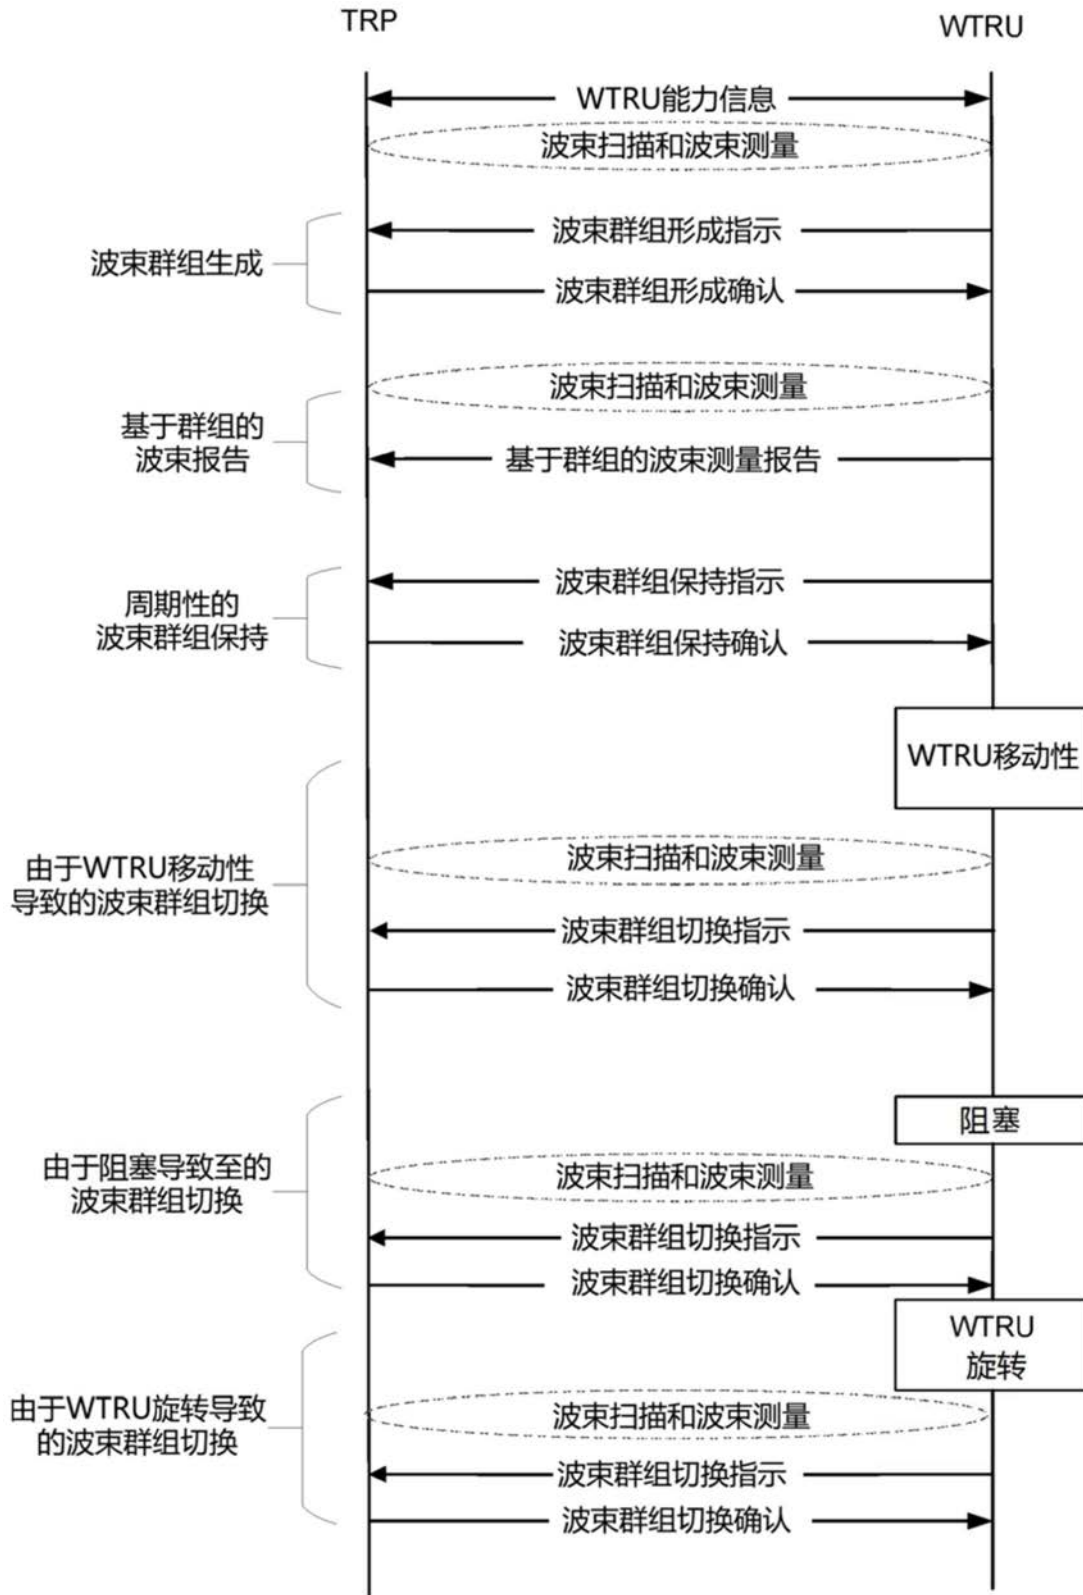 TRP
WTRU
WTRU能力信息
波束扫描和波束测量
波束群组形成指示
波束群组生成
波束群组形成确认
波束扫描和波束测量
基于群组的
波束报告
基于群组的波束测量报告
波束群组保持指示
周期性的
波束群组保持
波束群组保持确认
WTRU移动性
波束扫描和波束测量
由于WTRU移动性
导致的波束群组切换
波束群组切换指示
波束群组切换确认
阻塞
由于阻塞导致至的
波束群组切换
波束扫描和波束测量
波束群组切换指示
波束群组切换确认
WTRU
旋转
由于WTRU旋转导致
的波束群组切换
波束扫描和波束测量
波束群组切换指示
波束群组切换确认